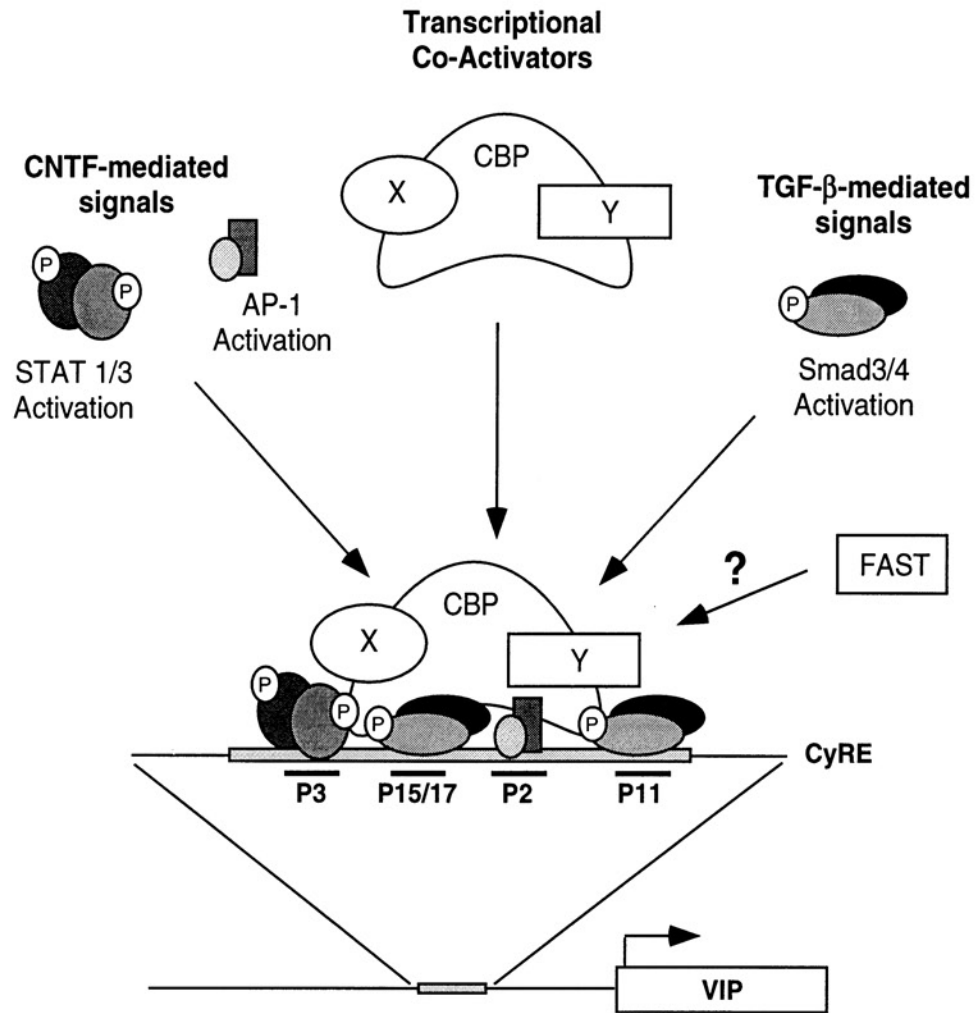 Transcriptional
Co-Activators
CNTF-mediated
signals
CBP
X
Y
TGF-β-mediated
signals
P
P
AP-1
Activation
STAT 1/3
Activation
P
Smad3/4
Activation
?
FAST
CBP
X
Y
P
P
P
P
CyRE
P3
P15/17
P2
P11
VIP